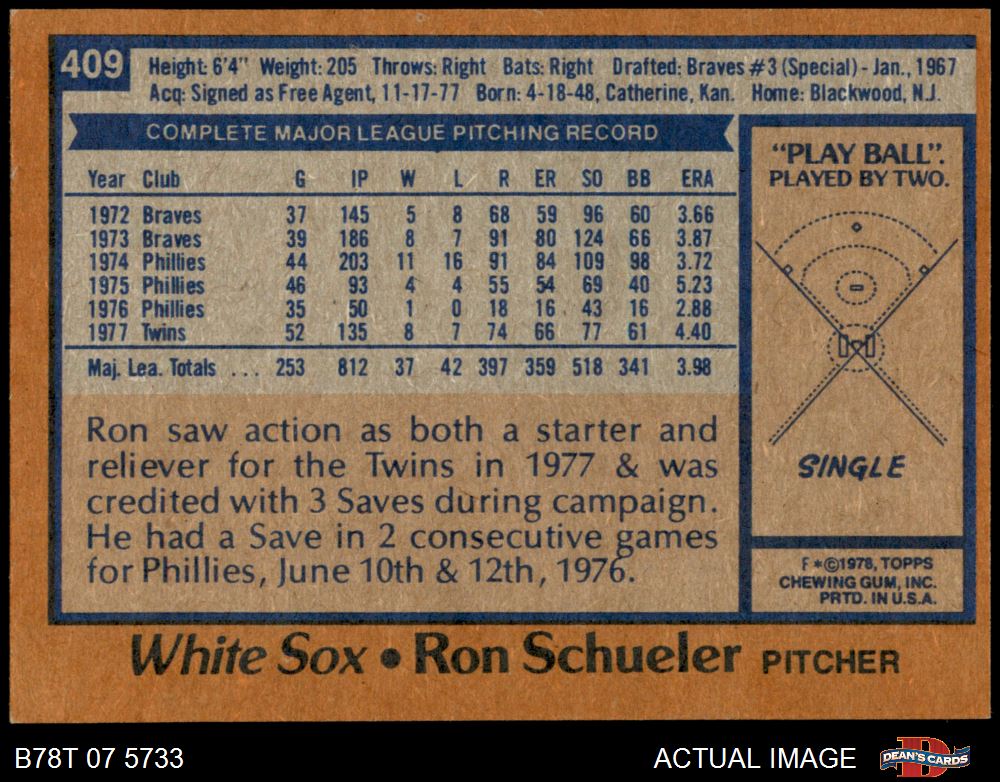 409
Height: 6'4" Weight: 205 Throws: Right Bats: Right Drafted: Braves #3 (Special) - Jan., 1967
Acq: Signed as Free Agent, 11-17-77 Born: 4-18-48, Catherine, Kan. Home: Blackwood, N.J.
COMPLETE MAJOR LEAGUE PITCHING RECORD
Year Club G IP W L R ER SO BB ERA
1972 Braves 37 145 5 8 68 59 96 60 3.66
1973 Braves 39 186 8 7 91 80 124 66 3.87
1974 Phillies 44 203 11 16 91 84 109 98 3.72
1975 Phillies 46 93 4 4 55 54 69 40 5.23
1976 Phillies 35 50 1 0 18 16 43 16 2.88
1977 Twins 52 135 8 7 74 66 77 61 4.40
Maj. Lea. Totals ... 253 812 37 42 397 359 518 341 3.98
Ron saw action as both a starter and
reliever for the Twins in 1977 & was
credited with 3 Saves during campaign.
He had a Save in 2 consecutive games
for Phillies, June 10th & 12th, 1976.
"PLAY BALL".
PLAYED BY TWO.
SINGLE
F*©1978, TOPPS
CHEWING GUM, INC.
PRTD. IN U.S.A.
White Sox • Ron Schueler PITCHER
B78T 07 5733 ACTUAL IMAGE DEAN'S CARDS